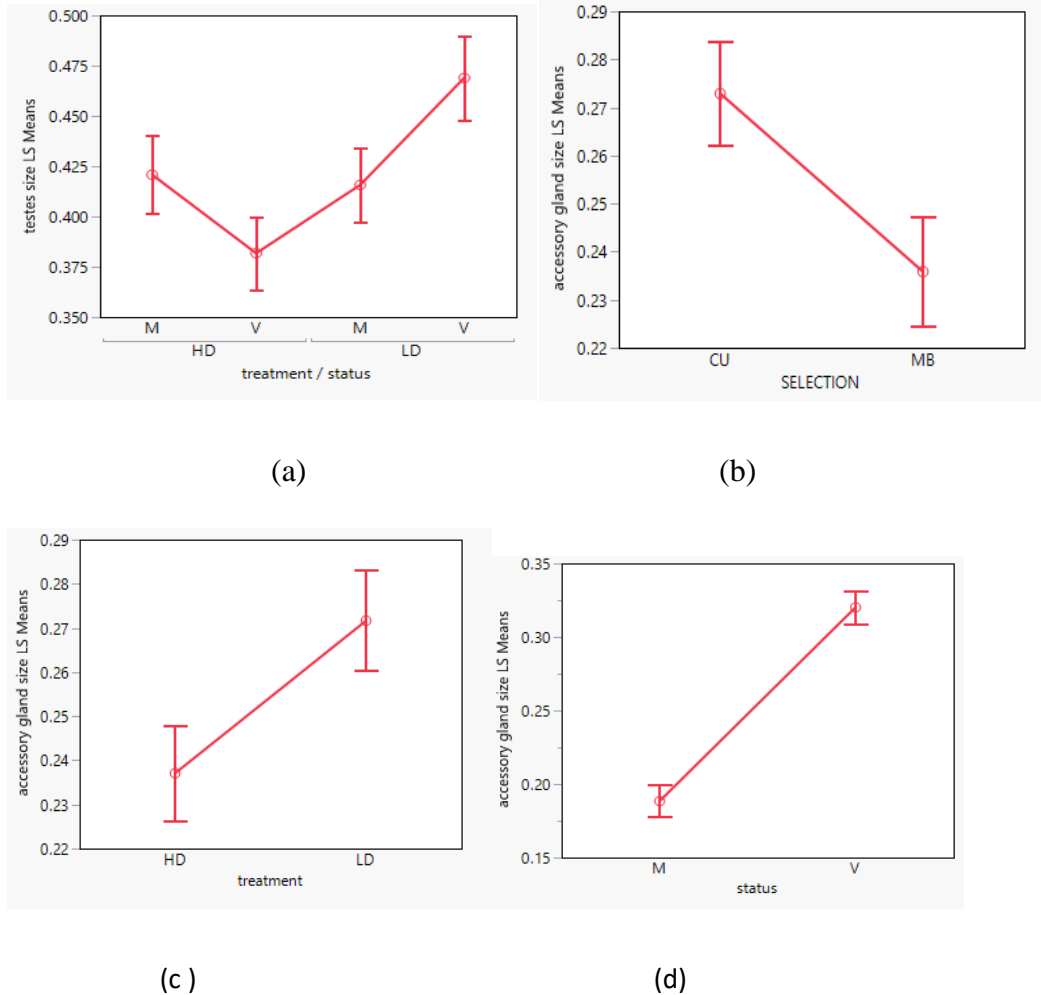 testes size LS Means
0.500
0.475
0.450
0.425
0.400
0.375
0.350
M V M V
HD LD
treatment / status
(a)
accessory gland size LS Means
0.29
0.28
0.27
0.26
0.25
0.24
0.23
0.22
CU MB
SELECTION
(b)
accessory gland size LS Means
0.29
0.28
0.27
0.26
0.25
0.24
0.23
0.22
HD LD
treatment
(c )
accessory gland size LS Means
0.35
0.30
0.25
0.20
0.15
M V
status
(d)